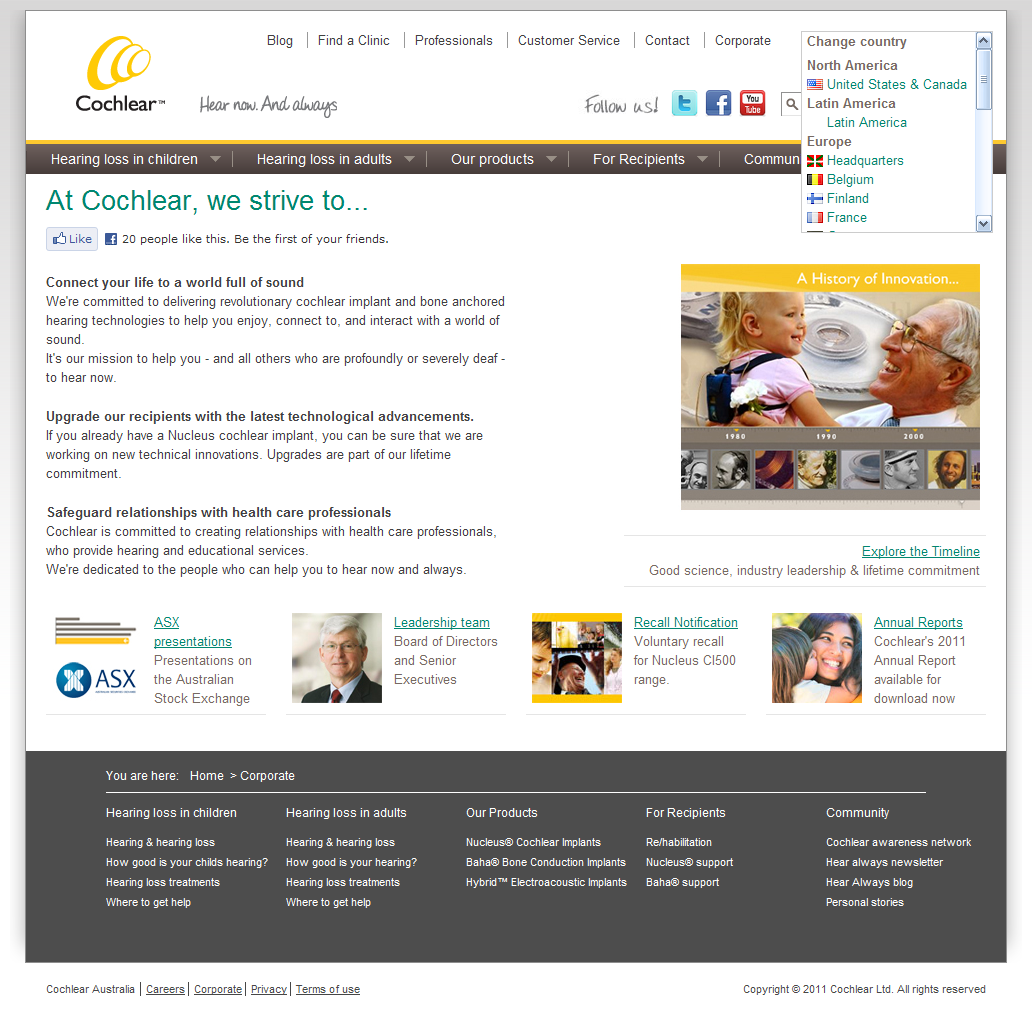 Blog
Find a Clinic
Professionals
Customer Service
Contact
Corporate
Change country
North America
United States & Canada
Latin America
Latin America
Europe
Headquarters
Belgium
Finland
France
Cochlear™
Hear now. And always
Follow us!
You Tube
Hearing loss in children
Hearing loss in adults
Our products
For Recipients
Commun
At Cochlear, we strive to...
Like
20 people like this. Be the first of your friends.
Connect your life to a world full of sound
We're committed to delivering revolutionary cochlear implant and bone anchored
hearing technologies to help you enjoy, connect to, and interact with a world of
sound.
It's our mission to help you - and all others who are profoundly or severely deaf -
to hear now.
Upgrade our recipients with the latest technological advancements.
If you already have a Nucleus cochlear implant, you can be sure that we are
working on new technical innovations. Upgrades are part of our lifetime
commitment.
Safeguard relationships with health care professionals
Cochlear is committed to creating relationships with health care professionals,
who provide hearing and educational services.
We're dedicated to the people who can help you to hear now and always.
A History of Innovation...
1980
1990
2000
Explore the Timeline
Good science, industry leadership & lifetime commitment
ASX
ASX
presentations
Presentations on
the Australian
Stock Exchange
Leadership team
Board of Directors
and Senior
Executives
Recall Notification
Voluntary recall
for Nucleus CI500
range.
Annual Reports
Cochlear's 2011
Annual Report
available for
download now
You are here: Home > Corporate
Hearing loss in children
Hearing & hearing loss
How good is your childs hearing?
Hearing loss treatments
Where to get help
Hearing loss in adults
Hearing & hearing loss
How good is your hearing?
Hearing loss treatments
Where to get help
Our Products
Nucleus® Cochlear Implants
Baha® Bone Conduction Implants
Hybrid™ Electroacoustic Implants
For Recipients
Re/habilitation
Nucleus® support
Baha® support
Community
Cochlear awareness network
Hear always newsletter
Hear Always blog
Personal stories
Cochlear Australia | Careers | Corporate | Privacy | Terms of use
Copyright © 2011 Cochlear Ltd. All rights reserved